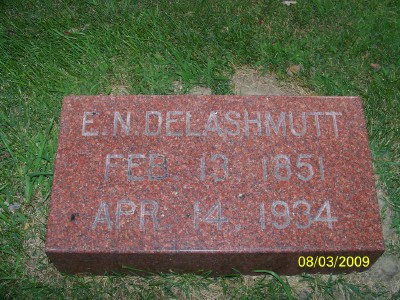 E. N. DELASHMUTT
FEB. 13, 1851
APR. 14, 1934
08/03/2009